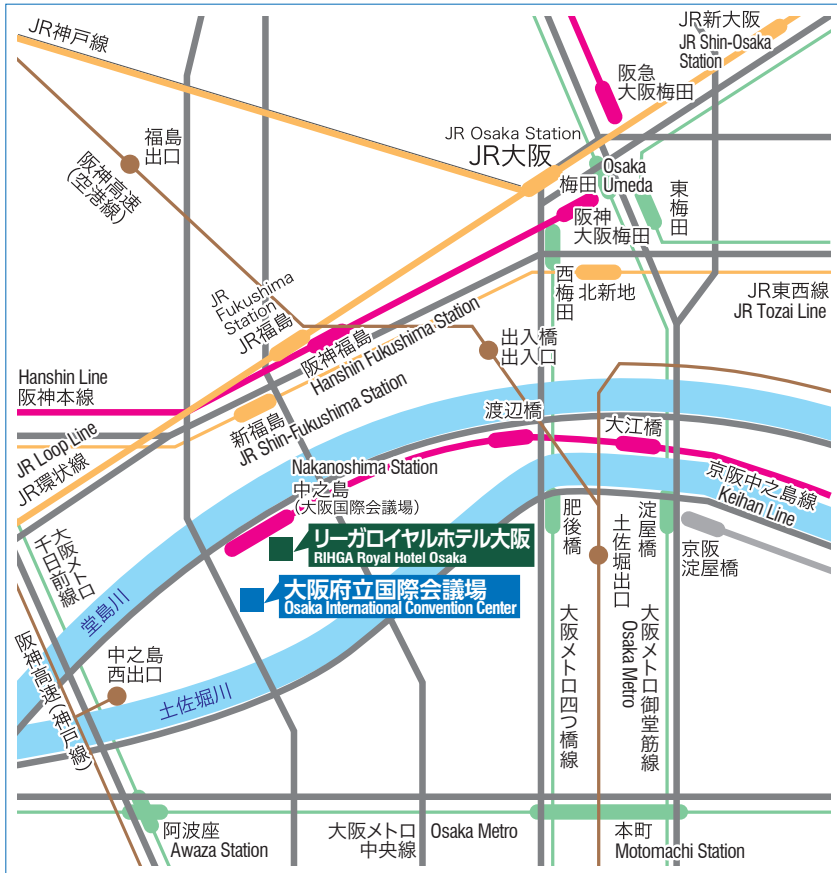 JR神戸線
JR新大阪
JR Shin-Osaka
Station
阪急
大阪梅田
JR Osaka Station
JR大阪
福島
出口
阪神高速
(空港線)
梅田
Osaka
Umeda
東梅田
阪神
大阪梅田
西梅田
北新地
JR東西線
JR Tozai Line
JR
Fukushima
Station
JR福島
阪神福島
Hanshin Fukushima Station
出入橋
出入口
Hanshin Line
阪神本線
新福島
JR Shin-Fukushima Station
渡辺橋
大江橋
JR Loop Line
JR環状線
Nakanoshima Station
中之島
(大阪国際会議場)
京阪中之島線
Keihan Line
リーガロイヤルホテル大阪
RIHGA Royal Hotel Osaka
肥後橋
土佐堀出口
淀屋橋
京阪
淀屋橋
大阪メトロ
千日前線
大阪府立国際会議場
Osaka International Convention Center
堂島川
阪神高速(神戸線)
中之島
西出口
土佐堀川
大阪メトロ四つ橋線
Osaka Metro
大阪メトロ御堂筋線
阿波座
Awaza Station
大阪メトロ
中央線
Osaka Metro
本町
Motomachi Station